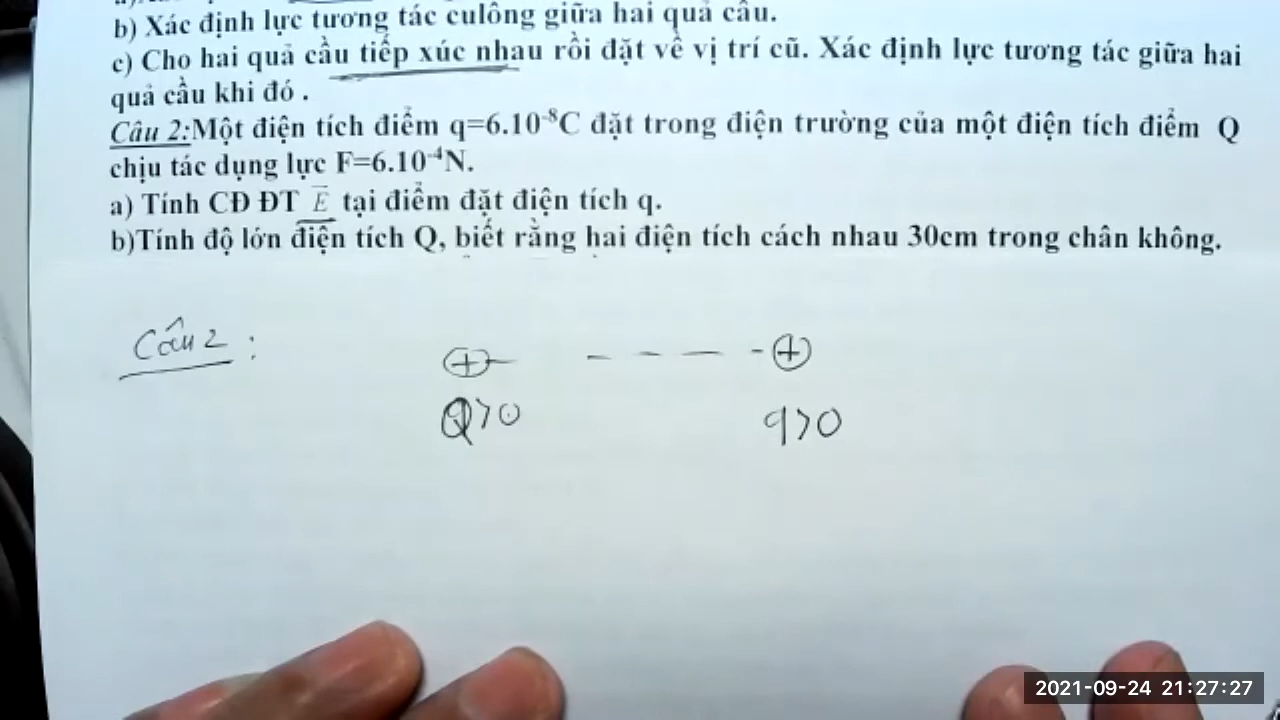 b) Xác định lực tương tác culông giữa hai quả cầu.
c) Cho hai quả cầu tiếp xúc nhau rồi đặt về vị trí cũ. Xác định lực tương tác giữa hai
quả cầu khi đó .
Câu 2:Một điện tích điểm q=6.10⁻⁸C đặt trong điện trường của một điện tích điểm Q
chịu tác dụng lực F=6.10⁻⁴N.
a) Tính CĐ ĐT E⃗ tại điểm đặt điện tích q.
b)Tính độ lớn điện tích Q, biết rằng hai điện tích cách nhau 30cm trong chân không.
Câu 2 :
+ - - - - +
Q>0 q>0
2021-09-24 21:27:27